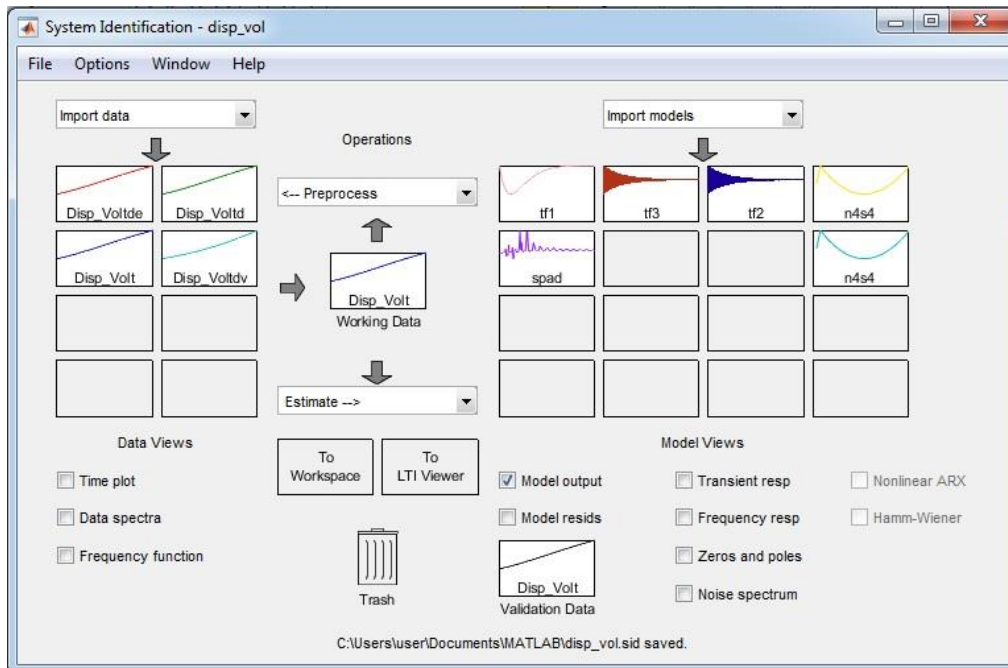 System Identification - disp_vol
File Options Window Help
Import data
Import models
Operations
Disp_Voltde
Disp_Voltd
<-- Preprocess
tf1
tf3
tf2
n4s4
Disp_Volt
Disp_Voltdv
Disp_Volt
Working Data
spad
n4s4
Estimate -->
Data Views
To
Workspace
To
LTI Viewer
Model Views
Time plot
Model output
Transient resp
Nonlinear ARX
Data spectra
Model resids
Frequency resp
Hamm-Wiener
Frequency function
Zeros and poles
Trash
Disp_Volt
Validation Data
Noise spectrum
C:\Users\user\Documents\MATLAB\disp_vol.sid saved.